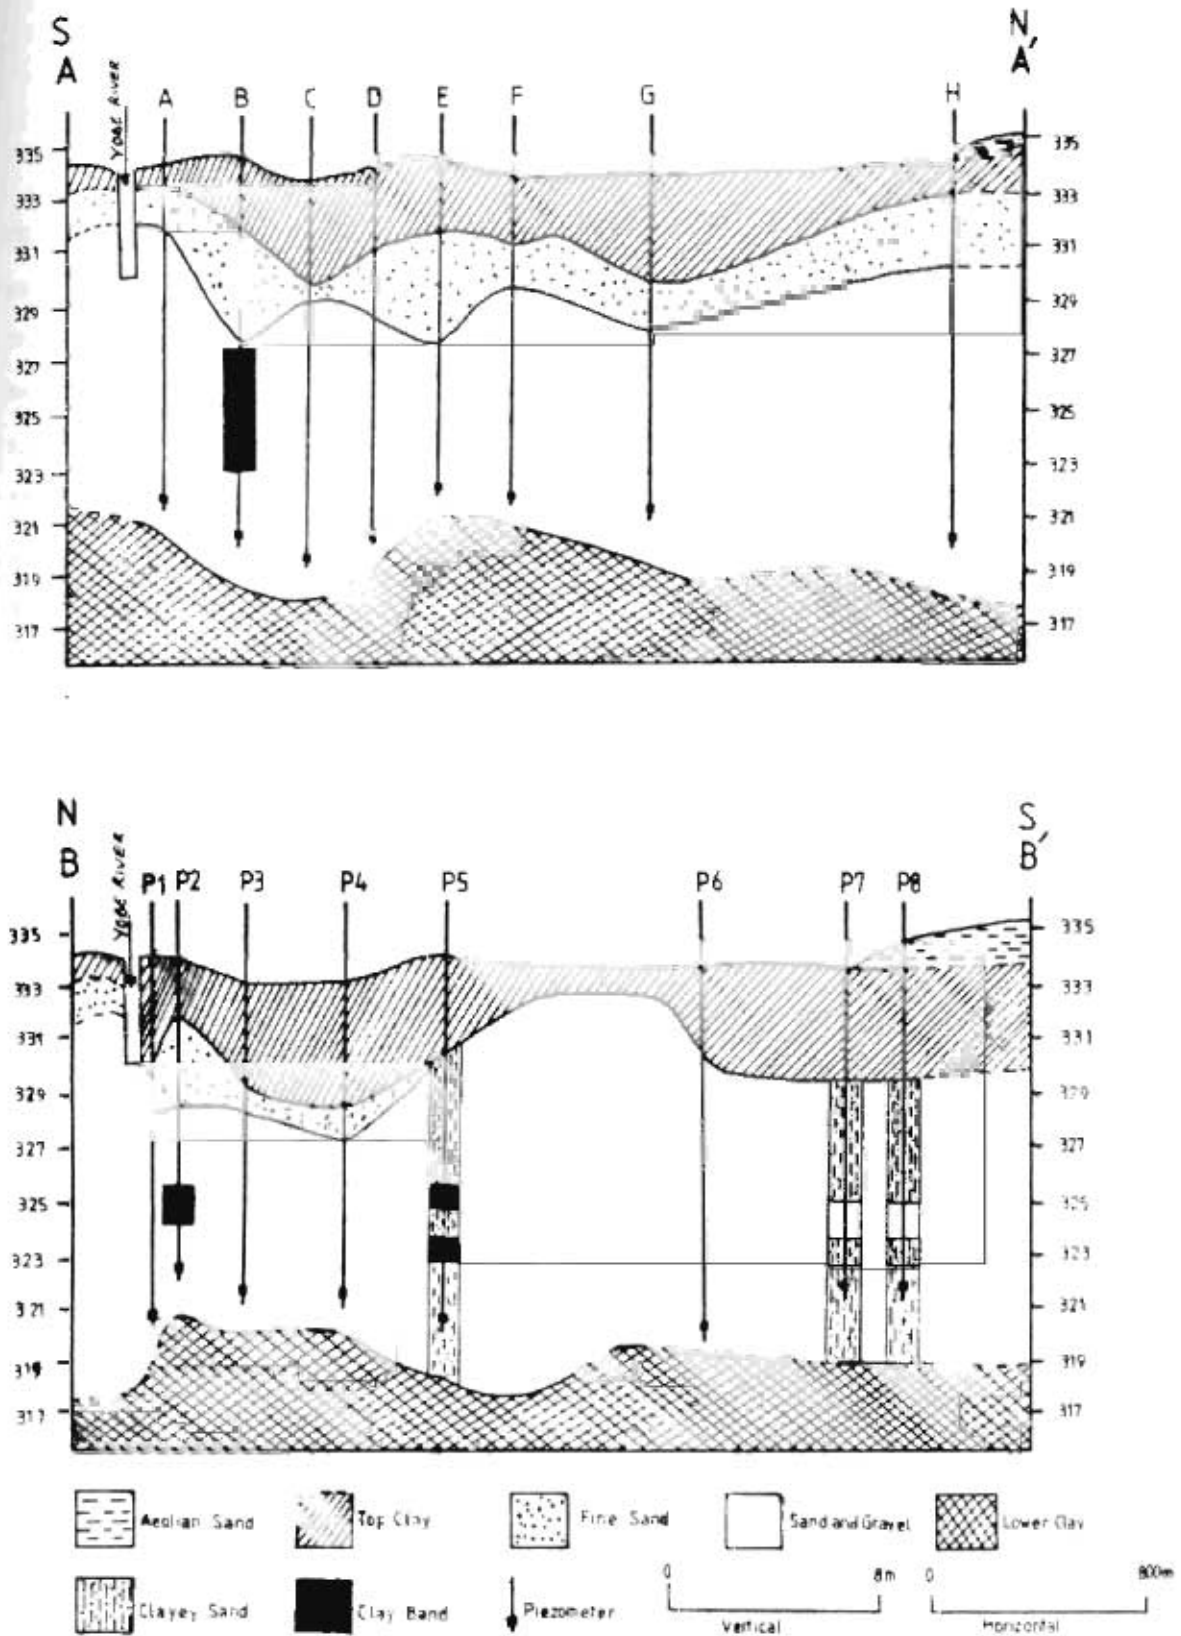 S N
A A'
YOBE RIVER
A B C D E F G H
335 335
333 333
331 331
329 329
327 327
325 325
323 323
321 321
319 319
317 317
N S
B B'
YOBE RIVER
P1 P2 P3 P4 P5 P6 P7 P8
335 335
333 333
331 331
329 329
327 327
325 325
323 323
321 321
319 319
317 317
Aeolian Sand
Top Clay
Fine Sand
Sand and Gravel
Lower Clay
Clayey Sand
Clay Band
Piezometer
0 8m
Vertical
0 800m
Horizontal